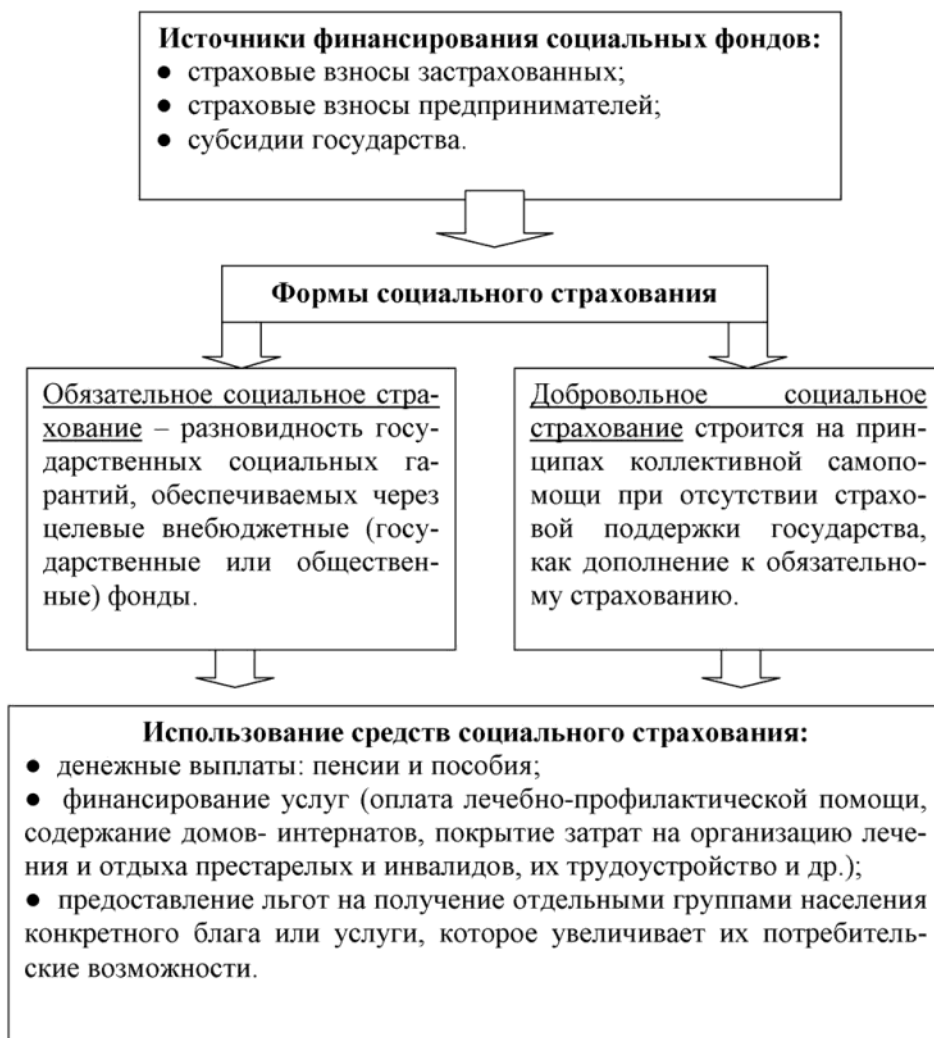 Источники финансирования социальных фондов:
● страховые взносы застрахованных;
● страховые взносы предпринимателей;
● субсидии государства.
Формы социального страхования
Обязательное социальное стра-
хование – разновидность госу-
дарственных социальных га-
рантий, обеспечиваемых через
целевые внебюджетные (госу-
дарственные или обществен-
ные) фонды.
Добровольное социальное
страхование строится на прин-
ципах коллективной самопо-
мощи при отсутствии страхо-
вой поддержки государства,
как дополнение к обязательно-
му страхованию.
Использование средств социального страхования:
● денежные выплаты: пенсии и пособия;
● финансирование услуг (оплата лечебно-профилактической помощи,
содержание домов- интернатов, покрытие затрат на организацию лече-
ния и отдыха престарелых и инвалидов, их трудоустройство и др.);
● предоставление льгот на получение отдельными группами населения
конкретного блага или услуги, которое увеличивает их потребитель-
ские возможности.